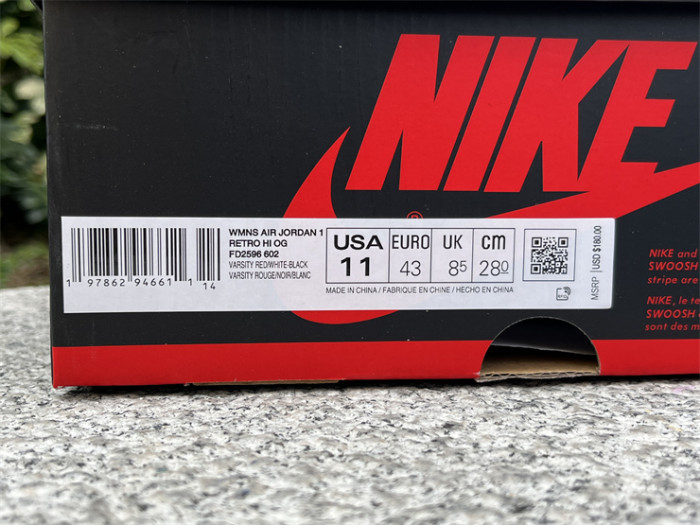 NIKE
®
WMNS AIR JORDAN 1
RETRO HI OG
FD2596 602
VARSITY RED/WHITE-BLACK
VARSITY ROUGE/NOIR/BLANC
1 97862 94661 1 14
USA EURO UK CM
11 43 8.5 28.0
MADE IN CHINA / FABRIQUE EN CHINE / HECHO EN CHINA
MSRP USD $180.00
NIKE and
SWOOSH
stripe are
NIKE, le te
SWOOSH
sont des m